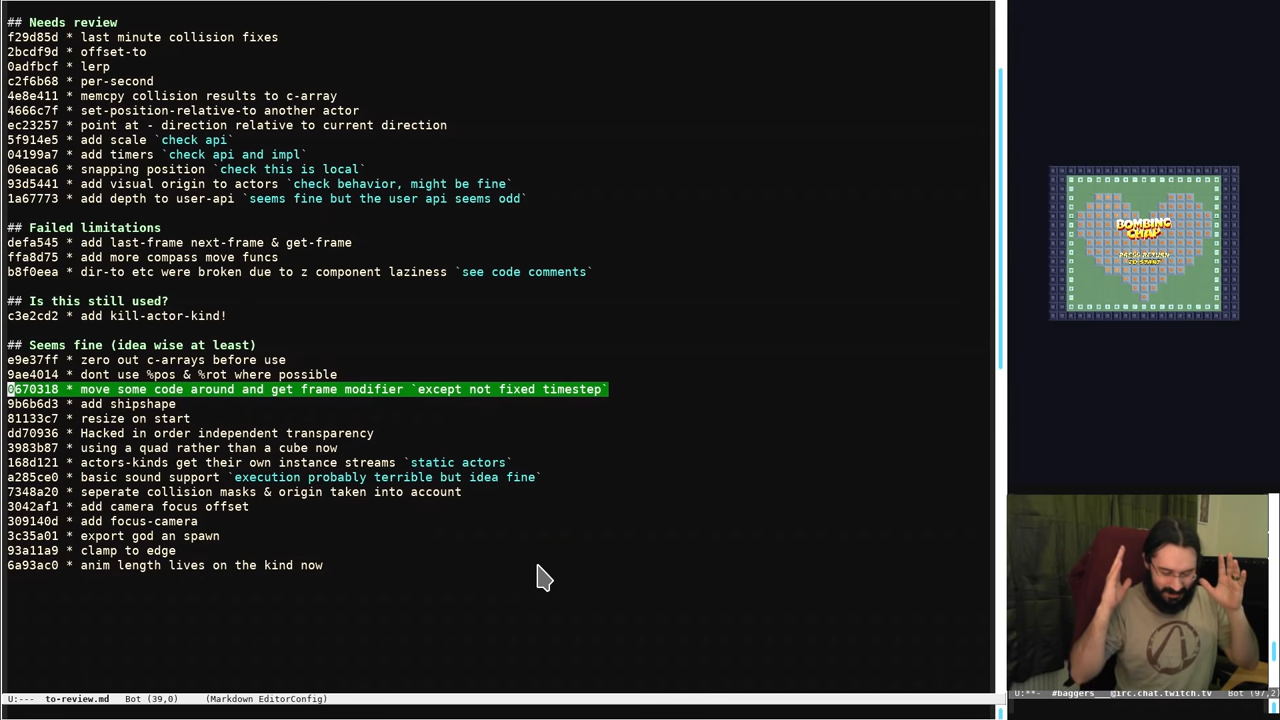 ## Needs review
f29d85d * last minute collision fixes
2bcdf9d * offset-to
0adfbcf * lerp
c2f6b68 * per-second
4e8e411 * memcpy collision results to c-array
4666c7f * set-position-relative-to another actor
ec23257 * point at - direction relative to current direction
5f914e5 * add scale `check api`
04199a7 * add timers `check api and impl`
06eaca6 * snapping position `check this is local`
93d5441 * add visual origin to actors `check behavior, might be fine`
1a67773 * add depth to user-api `seems fine but the user api seems odd`
## Failed limitations
defa545 * add last-frame next-frame & get-frame
ffa8d75 * add more compass move funcs
b8f0eea * dir-to etc were broken due to z component laziness `see code comments`
## Is this still used?
c3e2cd2 * add kill-actor-kind!
## Seems fine (idea wise at least)
e9e37ff * zero out c-arrays before use
9ae4014 * dont use %pos & %rot where possible
0670318 * move some code around and get frame modifier `except not fixed timestep`
9b6b6d3 * add shipshape
81133c7 * resize on start
dd70936 * Hacked in order independent transparency
3983b87 * using a quad rather than a cube now
168d121 * actors-kinds get their own instance streams `static actors`
a285ce0 * basic sound support `execution probably terrible but idea fine`
7348a20 * seperate collision masks & origin taken into account
3042af1 * add camera focus offset
309140d * add focus-camera
3c35a01 * export god an spawn
93a11a9 * clamp to edge
6a93ac0 * anim length lives on the kind now
U:--- to-review.md Bot (39,0) (Markdown EditorConfig)
BOMBING
CHAP
PRESS RETURN
TO START
U:**- #baggers___@irc.chat.twitch.tv Bot (97,2